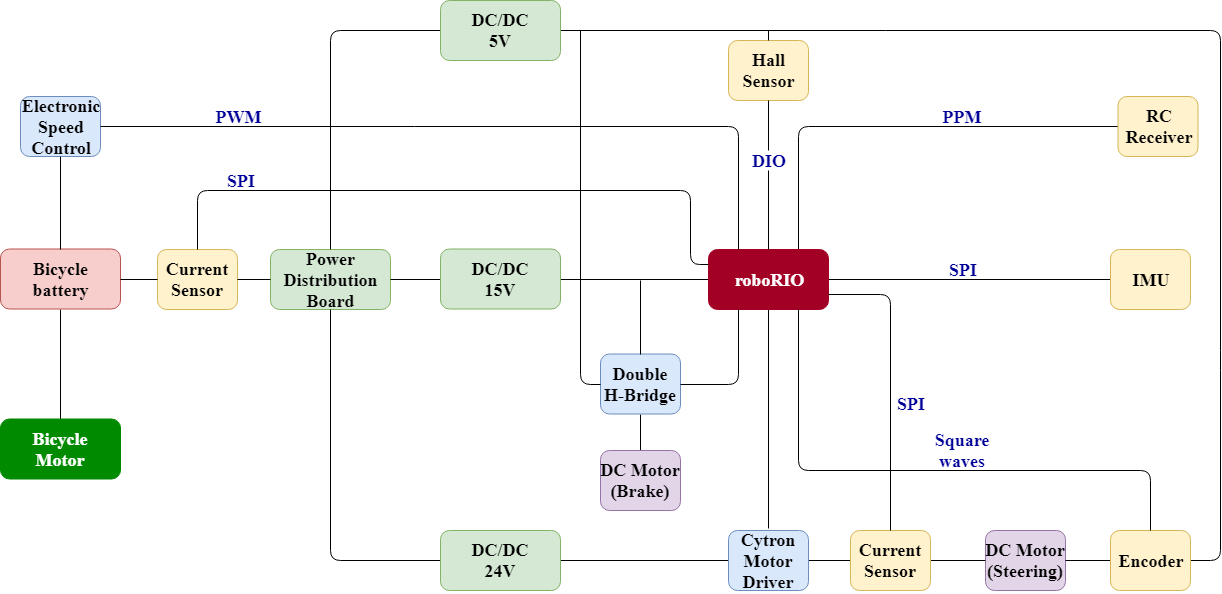 DC/DC
5V
Hall
Sensor
Electronic
Speed
Control
PWM
PPM
RC
Receiver
DIO
SPI
Bicycle
battery
Current
Sensor
Power
Distribution
Board
DC/DC
15V
roboRIO
SPI
IMU
Double
H-Bridge
SPI
Bicycle
Motor
Square
waves
DC Motor
(Brake)
DC/DC
24V
Cytron
Motor
Driver
Current
Sensor
DC Motor
(Steering)
Encoder